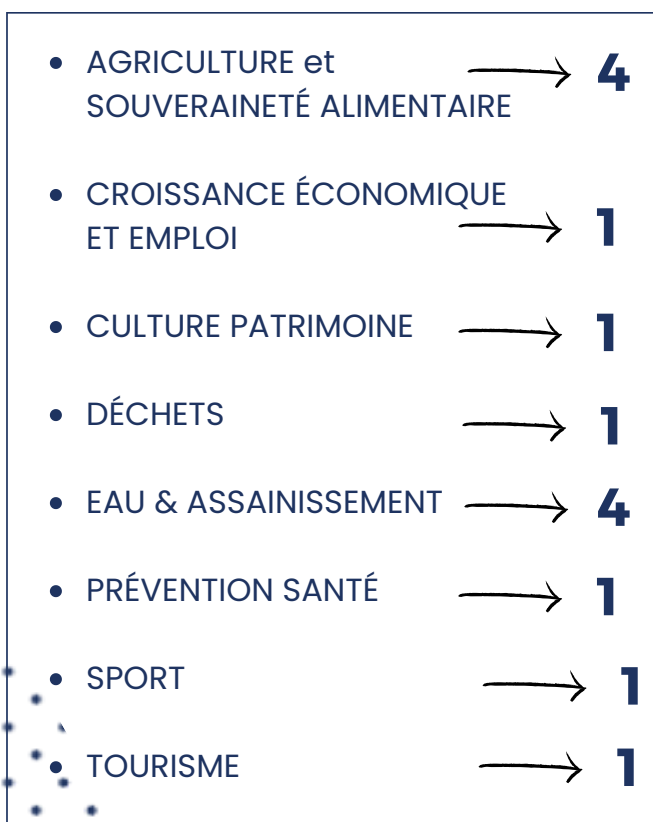 AGRICULTURE et
SOUVERAINETÉ ALIMENTAIRE
4
CROISSANCE ÉCONOMIQUE
ET EMPLOI
1
CULTURE PATRIMOINE
1
DÉCHETS
1
EAU & ASSAINISSEMENT
4
PRÉVENTION SANTÉ
1
SPORT
1
TOURISME
1